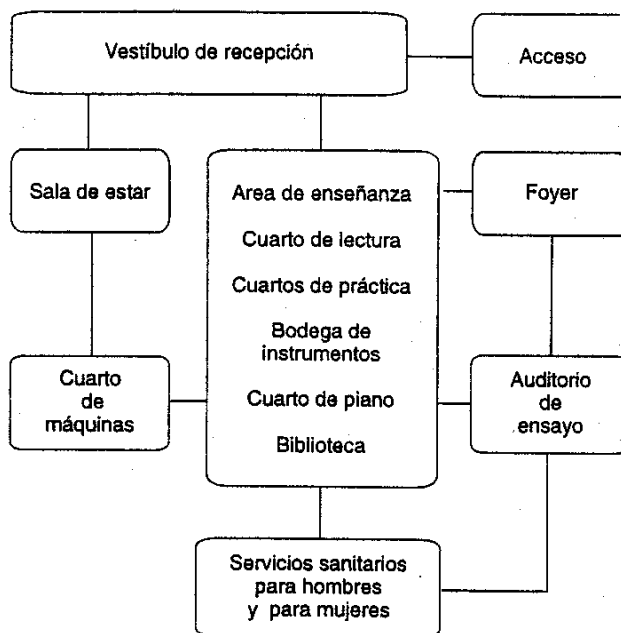 Vestíbulo de recepción
Acceso
Sala de estar
Area de enseñanza
Cuarto de lectura
Cuartos de práctica
Bodega de
instrumentos
Cuarto de piano
Biblioteca
Foyer
Cuarto
de
máquinas
Auditorio
de
ensayo
Servicios sanitarios
para hombres
y para mujeres